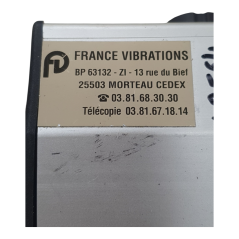 FRANCE VIBRATIONS
BP 63132 - ZI - 13 rue du Bief
25503 MORTEAU CEDEX
☎ 03.81.68.30.30
Télécopie 03.81.67.18.14